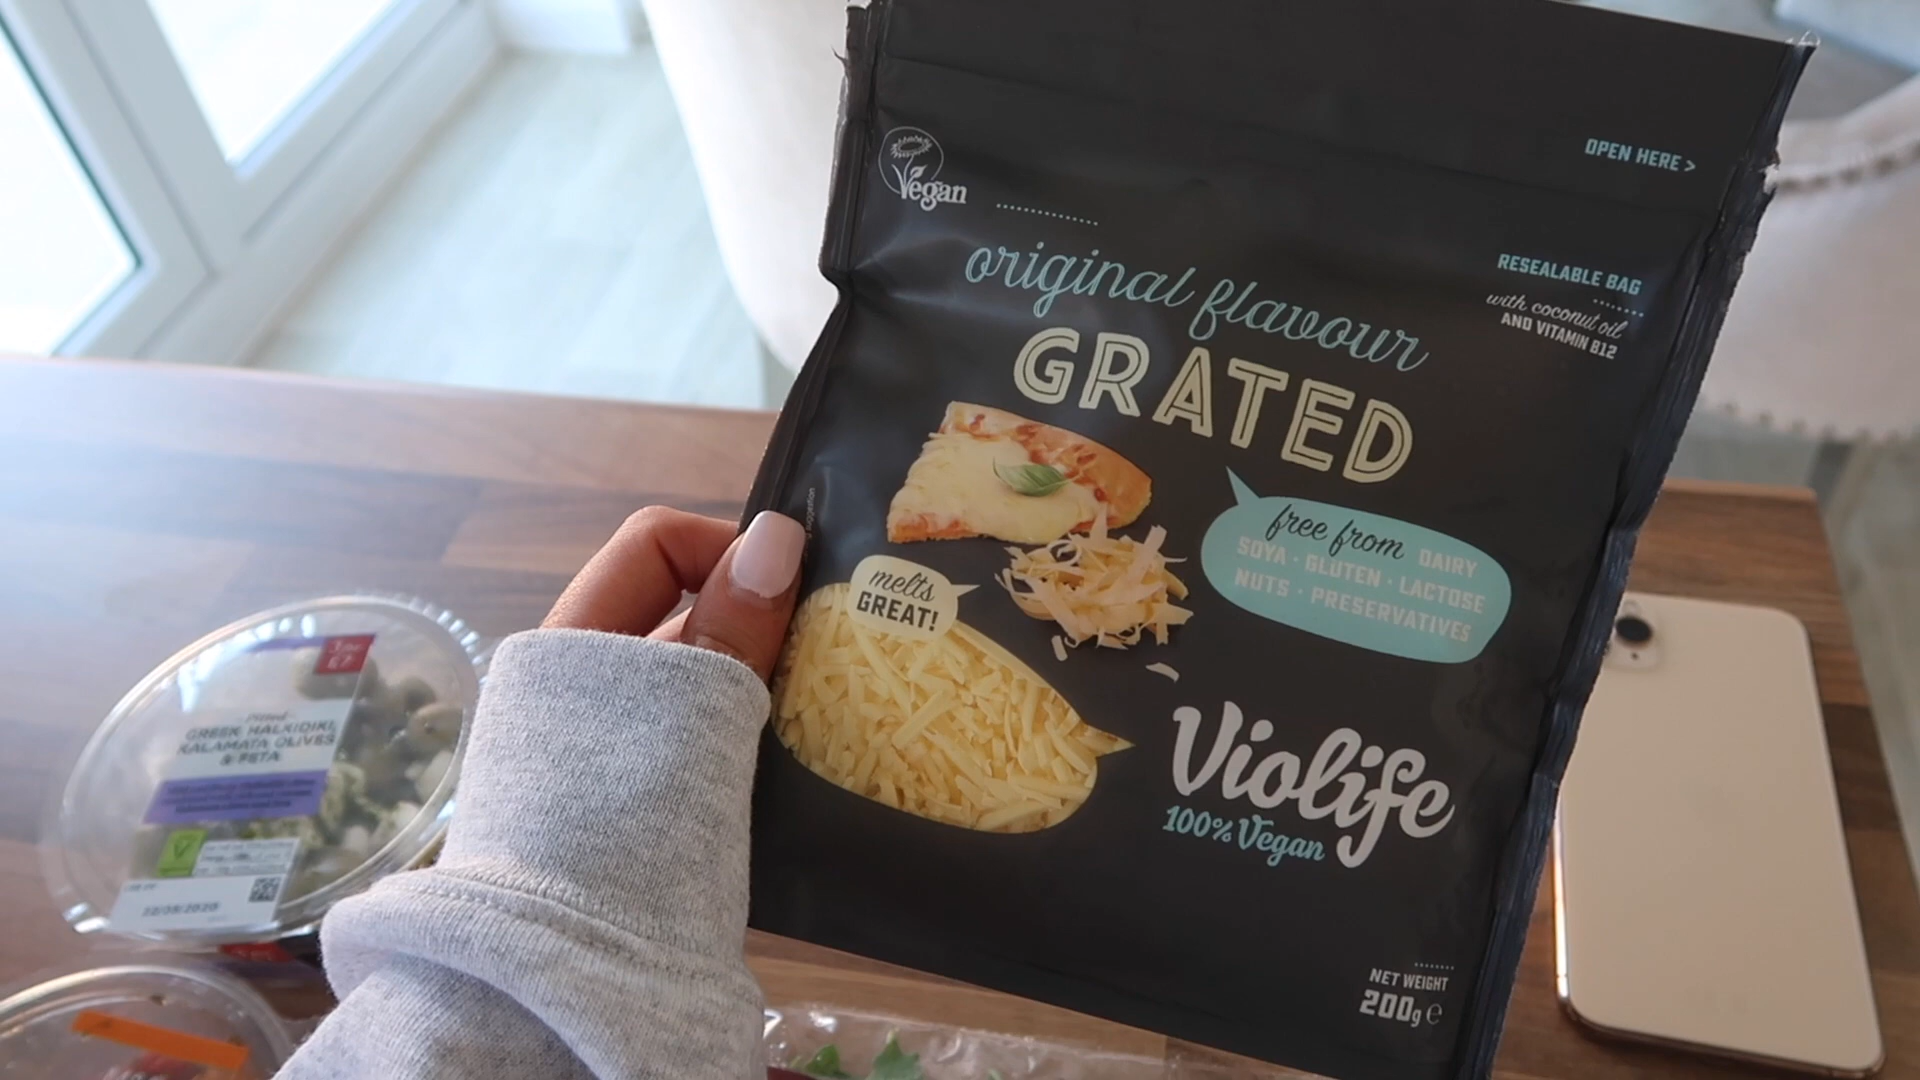 Vegan
OPEN HERE >
original flavour
GRATED
RESEALABLE BAG
with coconut oil
AND VITAMIN B12
free from DAIRY
SOYA · GLUTEN · LACTOSE
NUTS · PRESERVATIVES
melts
GREAT!
Violife
100% Vegan
NET WEIGHT
200g e
GREEK HALKIDIKI,
KALAMATA OLIVES
& FETA